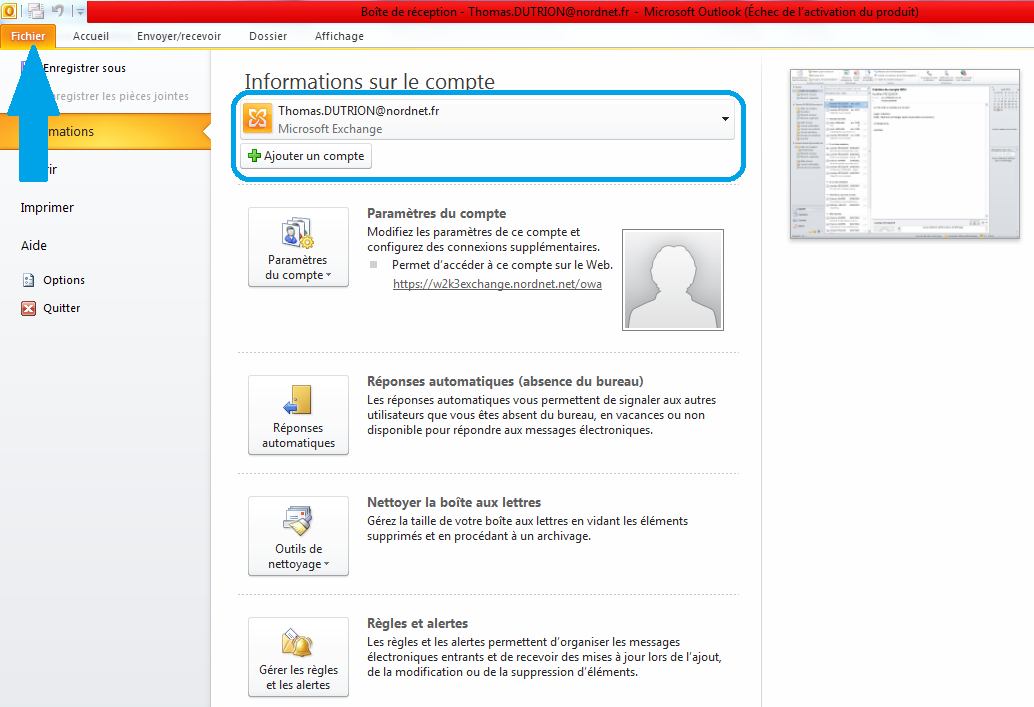 Boîte de réception - Thomas.DUTRION@nordnet.fr - Microsoft Outlook (Échec de l'activation du produit)
Fichier Accueil Envoyer/recevoir Dossier Affichage
Enregistrer sous
registrer les pièces jointes
mations
rir
Imprimer
Aide
Options
Quitter
Informations sur le compte
Thomas.DUTRION@nordnet.fr
Microsoft Exchange
Ajouter un compte
Paramètres
du compte
Paramètres du compte
Modifiez les paramètres de ce compte et
configurez des connexions supplémentaires.
Permet d'accéder à ce compte sur le Web.
https://w2k3exchange.nordnet.net/owa
Réponses
automatiques
Réponses automatiques (absence du bureau)
Les réponses automatiques vous permettent de signaler aux autres
utilisateurs que vous êtes absent du bureau, en vacances ou non
disponible pour répondre aux messages électroniques.
Outils de
nettoyage
Nettoyer la boîte aux lettres
Gérez la taille de votre boîte aux lettres en vidant les éléments
supprimés et en procédant à un archivage.
Gérer les règles
et les alertes
Règles et alertes
Les règles et les alertes permettent d'organiser les messages
électroniques entrants et de recevoir des mises à jour lors de l'ajout,
de la modification ou de la suppression d'éléments.